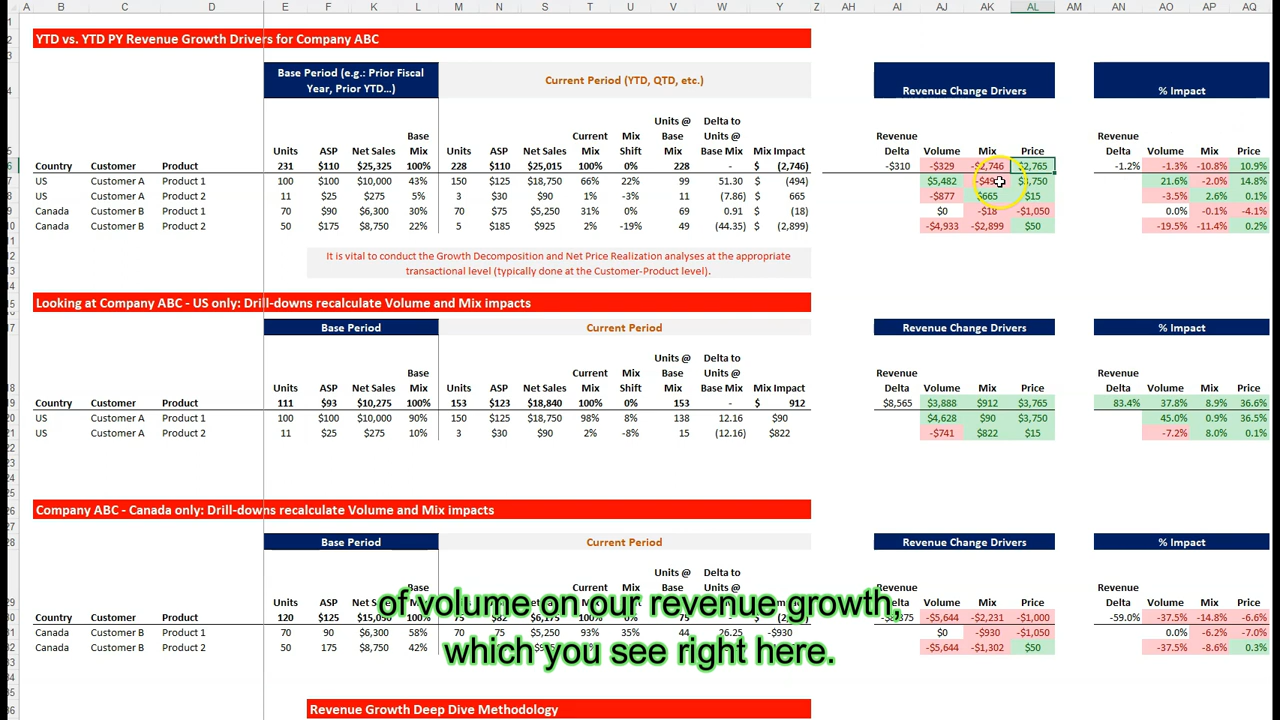 A B C D E F K L M N S T U V W Y Z AH AI AJ AK AL AM AN AO AP AQ
YTD vs. YTD PY Revenue Growth Drivers for Company ABC
Base Period (e.g.: Prior Fiscal Year, Prior YTD...) Current Period (YTD, QTD, etc.) Revenue Change Drivers % Impact
Units ASP Net Sales Base Mix Units ASP Net Sales Current Mix Mix Shift Units @ Base Mix Delta to Units @ Base Mix Mix Impact Revenue Delta Volume Mix Price Revenue Delta Volume Mix Price
Country Customer Product 231 $110 $25,325 100% 228 $110 $25,015 100% 0% 228 - $ (2,746) -$310 -$329 -$2,746 $2,765 -1.2% -1.3% -10.8% 10.9%
US Customer A Product 1 100 $100 $10,000 43% 150 $125 $18,750 66% 22% 99 51.30 $ (494) $5,482 $3,750 21.6% -2.0% 14.8%
US Customer A Product 2 11 $25 $275 5% 3 $30 $90 1% -3% 11 (7.86) $ 665 -$877 $665 $15 -3.5% 2.6% 0.1%
Canada Customer B Product 1 70 $90 $6,300 30% 70 $75 $5,250 31% 0% 69 0.91 $ (18) $0 -$18 -$1,050 0.0% -0.1% -4.1%
Canada Customer B Product 2 50 $175 $8,750 22% 5 $185 $925 2% -19% 49 (44.35) $ (2,899) -$4,933 -$2,899 $50 -19.5% -11.4% 0.2%
It is vital to conduct the Growth Decomposition and Net Price Realization analyses at the appropriate
transactional level (typically done at the Customer-Product level).
Looking at Company ABC - US only: Drill-downs recalculate Volume and Mix impacts
Base Period Current Period Revenue Change Drivers % Impact
Units ASP Net Sales Base Mix Units ASP Net Sales Current Mix Mix Shift Units @ Base Mix Delta to Units @ Base Mix Mix Impact Revenue Delta Volume Mix Price Revenue Delta Volume Mix Price
Country Customer Product 111 $93 $10,275 100% 153 $123 $18,840 100% 0% 153 - $ 912 $8,565 $3,888 $912 $3,765 83.4% 37.8% 8.9% 36.6%
US Customer A Product 1 100 $100 $10,000 90% 150 $125 $18,750 98% 8% 138 12.16 $90 $4,628 $90 $3,750 45.0% 0.9% 36.5%
US Customer A Product 2 11 $25 $275 10% 3 $30 $90 2% -8% 15 (12.16) $822 -$741 $822 $15 -7.2% 8.0% 0.1%
Company ABC - Canada only: Drill-downs recalculate Volume and Mix impacts
Base Period Current Period Revenue Change Drivers % Impact
Units ASP Net Sales Base Mix Units Mix Units @ Base Mix Delta to Units @ Revenue Volume Mix Price Revenue Delta Volume Mix Price
Country Customer Product 120 $125 100% 75 $82 100% 0% 75 -$5,644 -$2,231 -$1,000 -59.0% -37.5% -14.8% -6.6%
Canada Customer B Product 1 70 90 $6,300 58% 70 75 $5,250 93% 35% 44 26.25 -$930 $0 -$930 -$1,050 0.0% -6.2% -7.0%
Canada Customer B Product 2 50 175 $8,750 42% -$5,644 -$1,302 $50 -37.5% -8.6% 0.3%
of volume on our revenue growth,
which you see right here.
Revenue Growth Deep Dive Methodology